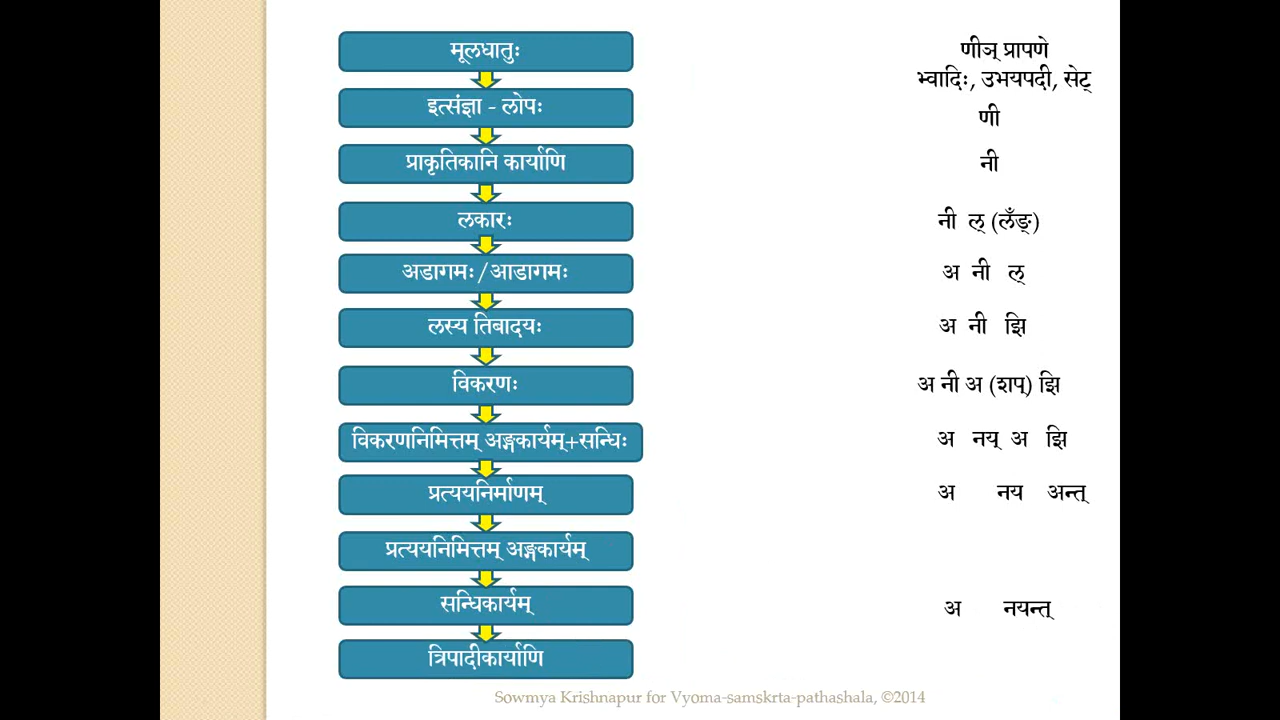 मूलधातुः
णीञ् प्रापणे
भ्वादिः, उभयपदी, सेट्
इत्संज्ञा - लोपः
णी
प्राकृतिकानि कार्याणि
नी
लकारः
नी ल् (लँङ्)
अडागमः / आडागमः
अ नी ल्
लस्य तिबादयः
अ नी झि
विकरणः
अ नी अ (शप्) झि
विकरणनिमित्तम् अङ्गकार्यम्+सन्धिः
अ नय् अ झि
प्रत्ययनिर्माणम्
अ नय अन्त्
प्रत्ययनिमित्तम् अङ्गकार्यम्
सन्धिकार्यम्
अ नयन्त्
त्रिपादीकार्याणि
Sowmya Krishnapur for Vyoma-samskrta-pathashala, ©2014